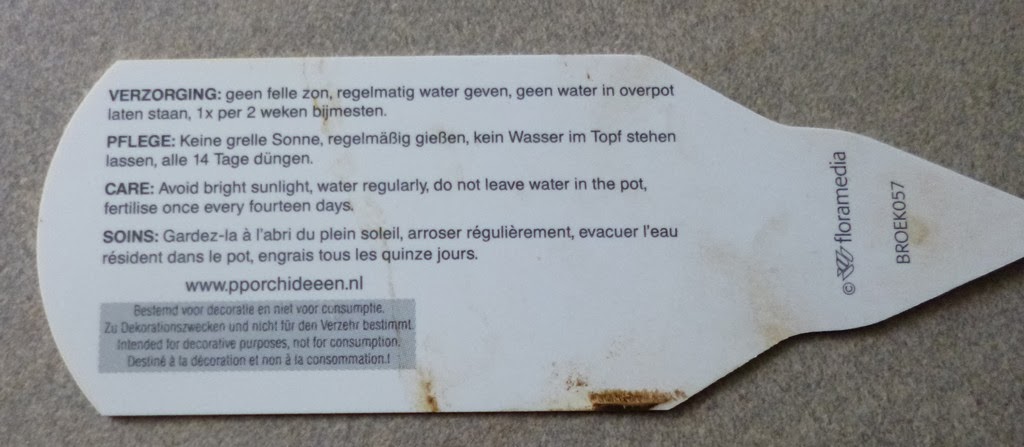 VERZORGING: geen felle zon, regelmatig water geven, geen water in overpot
laten staan, 1x per 2 weken bijmesten.
PFLEGE: Keine grelle Sonne, regelmäßig gießen, kein Wasser im Topf stehen
lassen, alle 14 Tage düngen.
CARE: Avoid bright sunlight, water regularly, do not leave water in the pot,
fertilise once every fourteen days.
SOINS: Gardez-la à l'abri du plein soleil, arroser régulièrement, evacuer l'eau
résident dans le pot, engrais tous les quinze jours.
www.pporchideeen.nl
Bestemd voor decoratie en niet voor consumptie.
Zu Dekorationszwecken und nicht für den Verzehr bestimmt.
Intended for decorative purposes, not for consumption.
Destiné à la décoration et non à la consommation.!
© floramedia
BROEK057